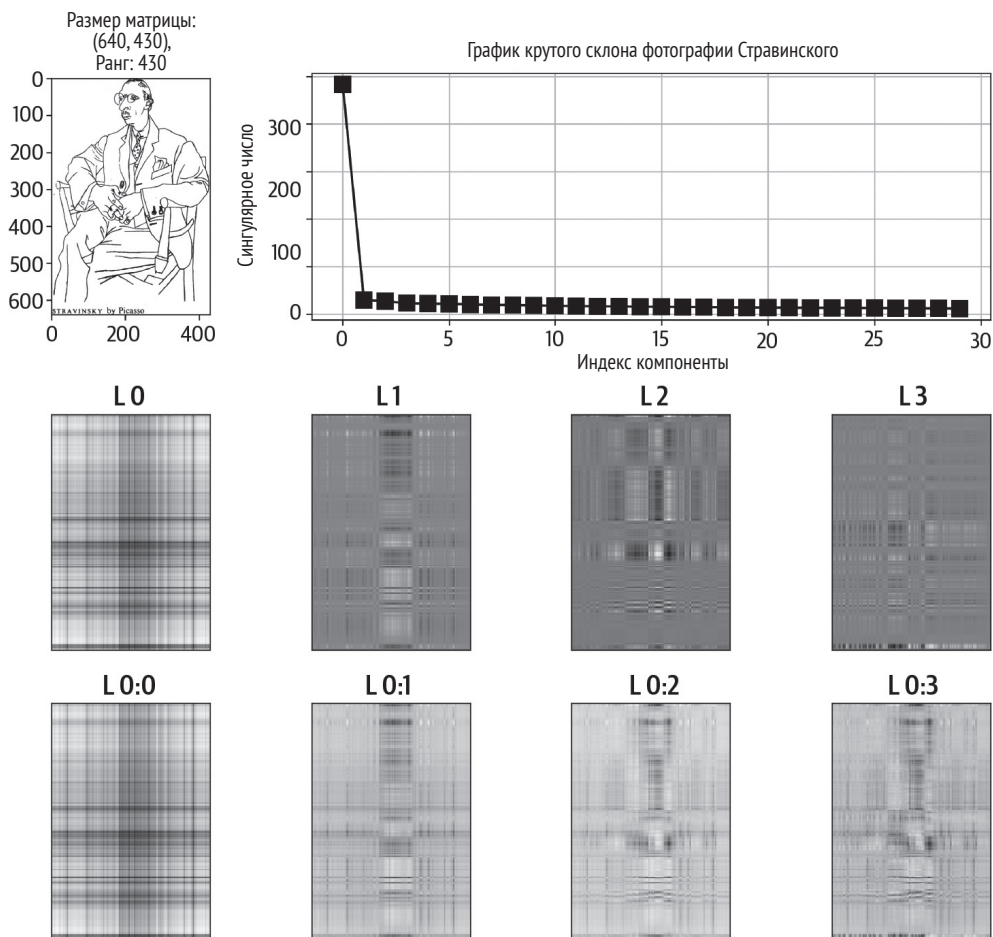 Размер матрицы:
(640, 430),
Ранг: 430
0
100
200
300
400
500
600
STRAVINSKY by Picasso
0 200 400
График крутого склона фотографии Стравинского
Сингулярное число
300
200
100
0
0 5 10 15 20 25 30
Индекс компоненты
L 0 L 1 L 2 L 3
L 0:0 L 0:1 L 0:2 L 0:3